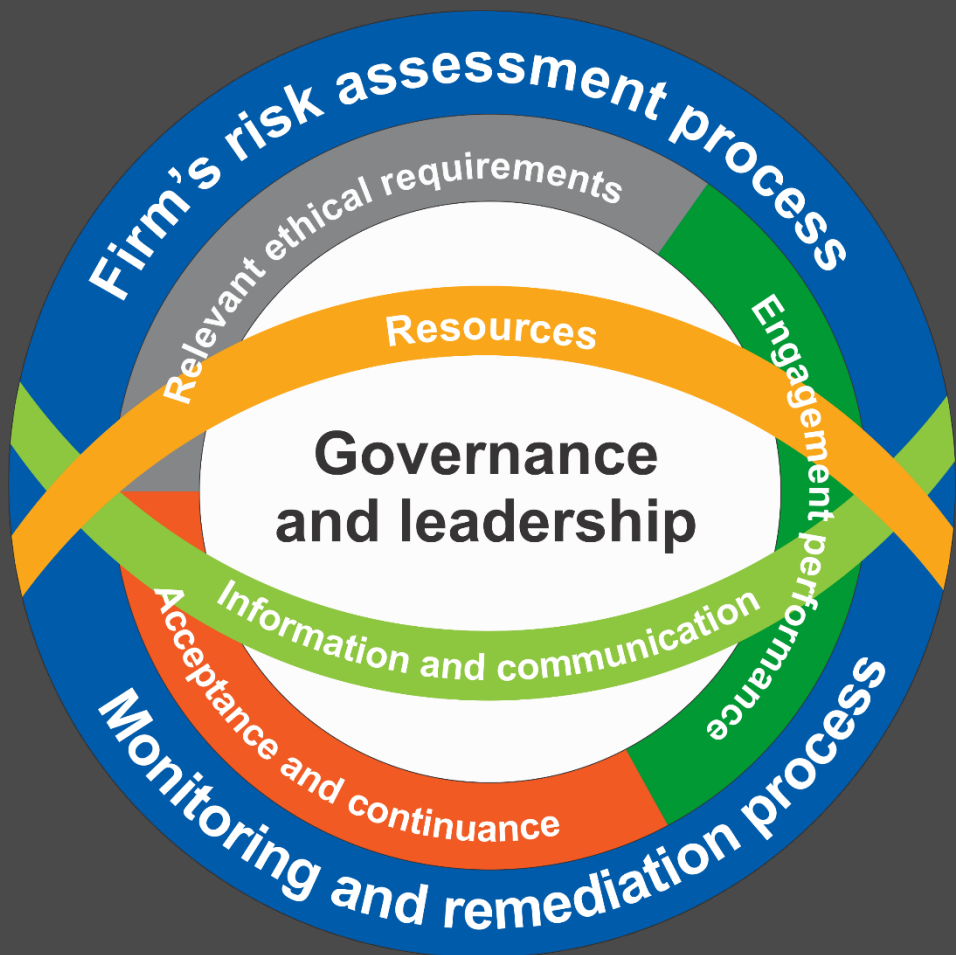 Firm’s risk assessment process
Relevant ethical requirements
Resources
Engagement performance
Governance
and leadership
Information and communication
Acceptance and continuance
Monitoring and remediation process